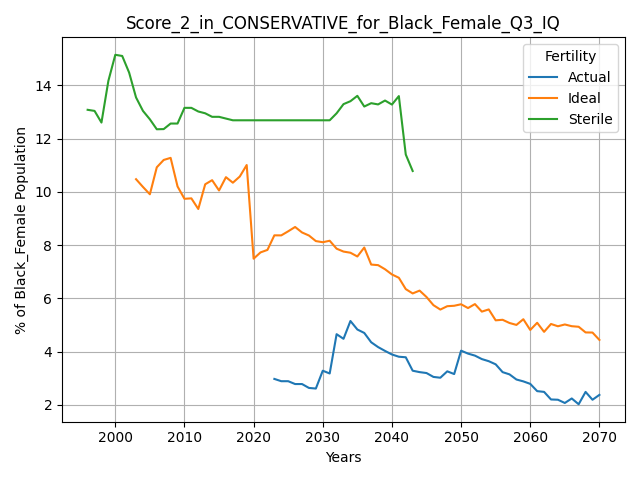 Score_2_in_CONSERVATIVE_for_Black_Female_Q3_IQ
Fertility
Actual
Ideal
Sterile
% of Black_Female Population
14
12
10
8
6
4
2
2000 2010 2020 2030 2040 2050 2060 2070
Years